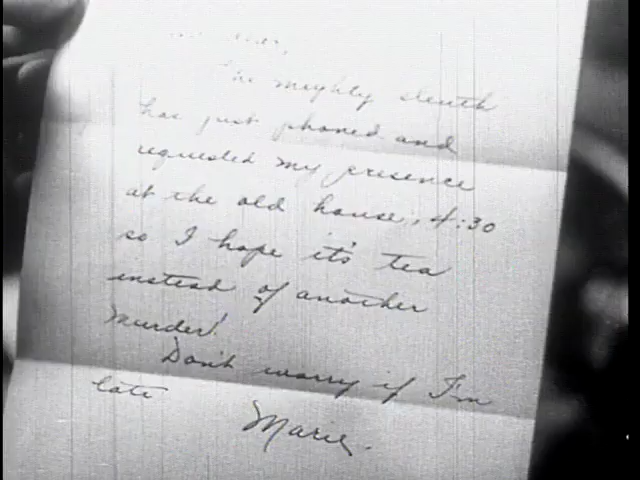 The mighty sleuth
has just phoned and
requested my presence
at the old house, 4:30
so I hope it's tea
instead of another
murder!
Don't worry if I'm
late
Marie.